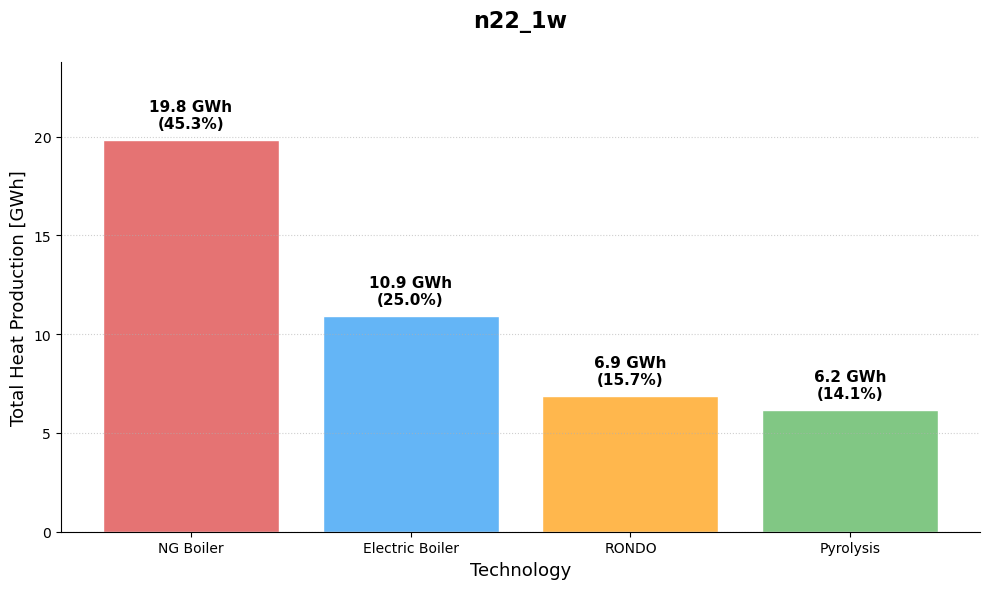 n22_1w
Total Heat Production [GWh]
20
15
10
5
0
19.8 GWh
(45.3%)
10.9 GWh
(25.0%)
6.9 GWh
(15.7%)
6.2 GWh
(14.1%)
NG Boiler
Electric Boiler
RONDO
Pyrolysis
Technology